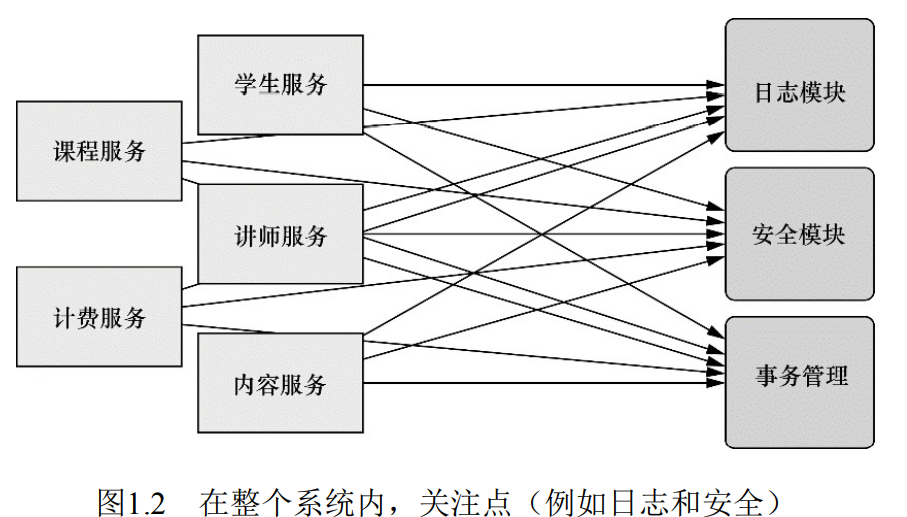 学生服务
课程服务
讲师服务
计费服务
内容服务
日志模块
安全模块
事务管理
图1.2 在整个系统内，关注点（例如日志和安全）